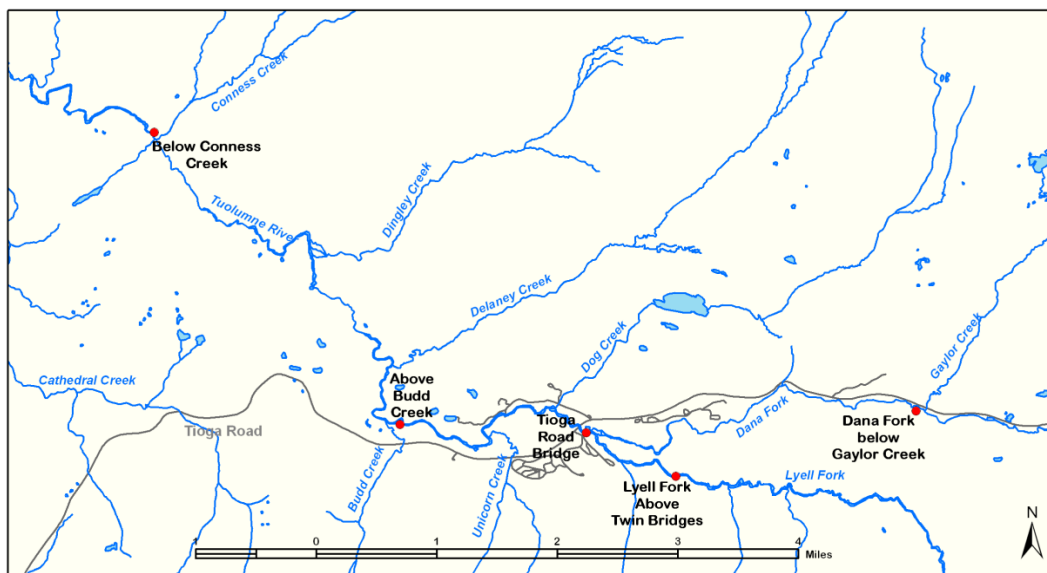 Conness Creek
Below Conness
Creek
Tuolumne River
Dingley Creek
Delaney Creek
Dog Creek
Gaylor Creek
Cathedral Creek
Above
Budd
Creek
Tioga Road
Tioga
Road
Bridge
Dana Fork
Dana Fork
below
Gaylor Creek
Budd Creek
Unicorn Creek
Lyell Fork
Lyell Fork
Above
Twin Bridges
N
1 0 1 2 3 4
Miles